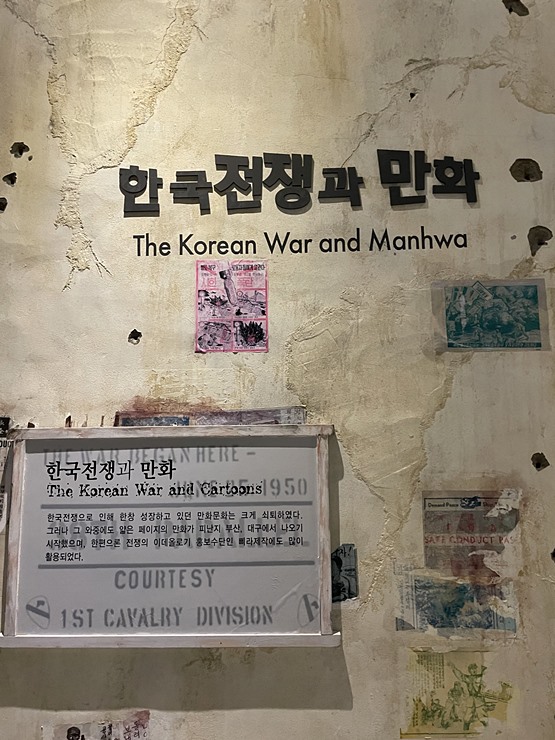 한국전쟁과 만화
The Korean War and Manhwa
THE WAR BEGAN HERE -
한국전쟁과 만화
1950
The Korean War and Cartoons
한국전쟁으로 인해 한창 성장하고 있던 만화문화는 크게 쇠퇴하였다.
그러나 그 와중에도 얇은 페이지의 만화가 피난지 부산, 대구에서 나오기
시작했으며, 한편으론 전쟁의 이데올로기 홍보수단인 삐라제작에도 많이
활용되었다.
COURTESY
1ST CAVALRY DIVISION
SAFE CONDUCT PAS